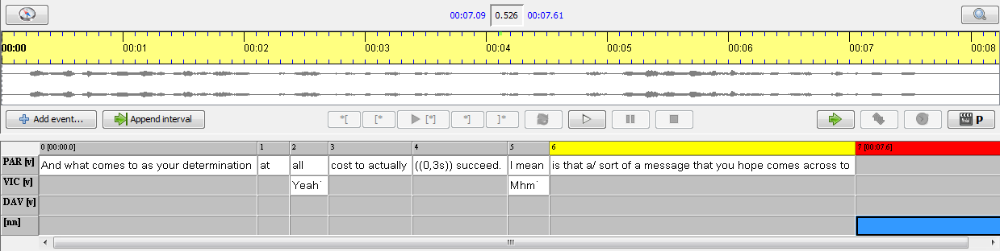 00:07.09 0.526 00:07.61
00:00 00:01 00:02 00:03 00:04 00:05 00:06 00:07 00:08
Add event... Append interval *[ [* [*] *] ]* P
0 [00:00.0] 1 2 3 4 5 6 7 [00:07.6]
PAR [v] And what comes to as your determination at all cost to actually ((0,3s)) succeed. I mean is that a/ sort of a message that you hope comes across to
VIC [v] Yeah˙ Mhm˙
DAV [v]
[nn]